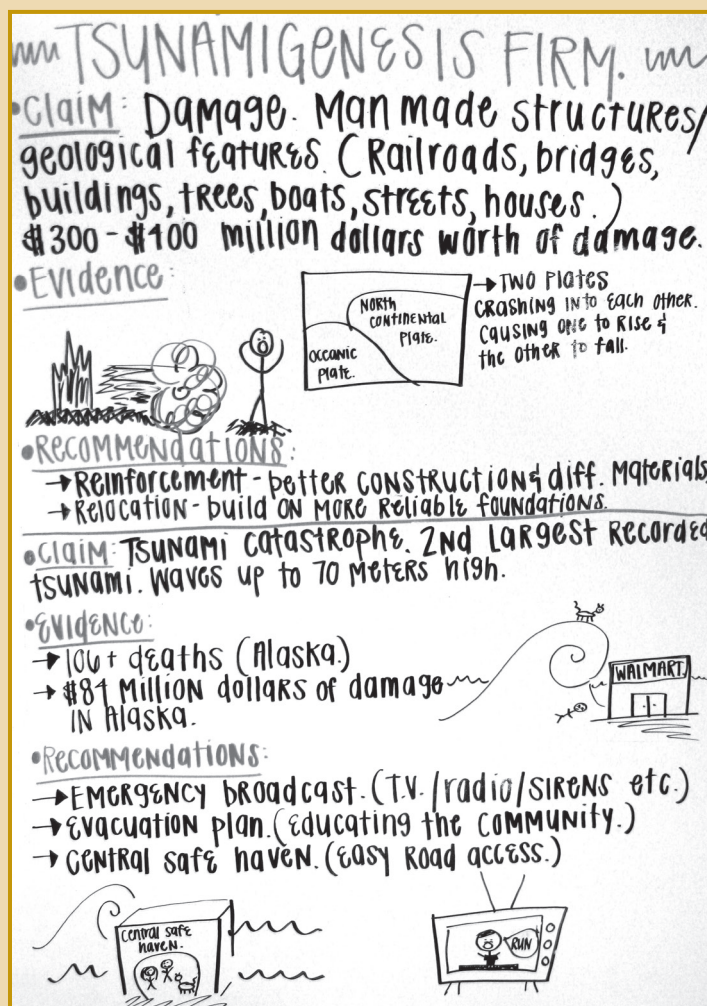 TSUNAMIGENESIS FIRM.
•Claim: Damage. Man made structures/
geological features. (Railroads, bridges,
buildings, trees, boats, streets, houses.)
$300-$400 million dollars worth of damage.
•Evidence:
NORTH
CONTINENTAL
Plate.
OCEANIC
Plate.
→ TWO Plates
CRASHING INTO Each Other.
Causing ONE to Rise &
the other to fall.
•Recommendations:
→ Reinforcement - better construction & diff. Materials
→ Relocation - build ON MORE Reliable foundations.
•Claim: Tsunami catastrophe. 2nd Largest Recorded
tsunami. Waves up to 70 Meters high.
•Evidence:
→ 106+ deaths (Alaska.)
→ $84 Million dollars of damage
IN Alaska.
WALMART.
•Recommendations:
→ Emergency broadcast. (T.V./radio/SIRENS etc.)
→ Evacuation plan. (Educating the community.)
→ Central safe haven. (Easy Road access.)
Central safe
haven.
RUN